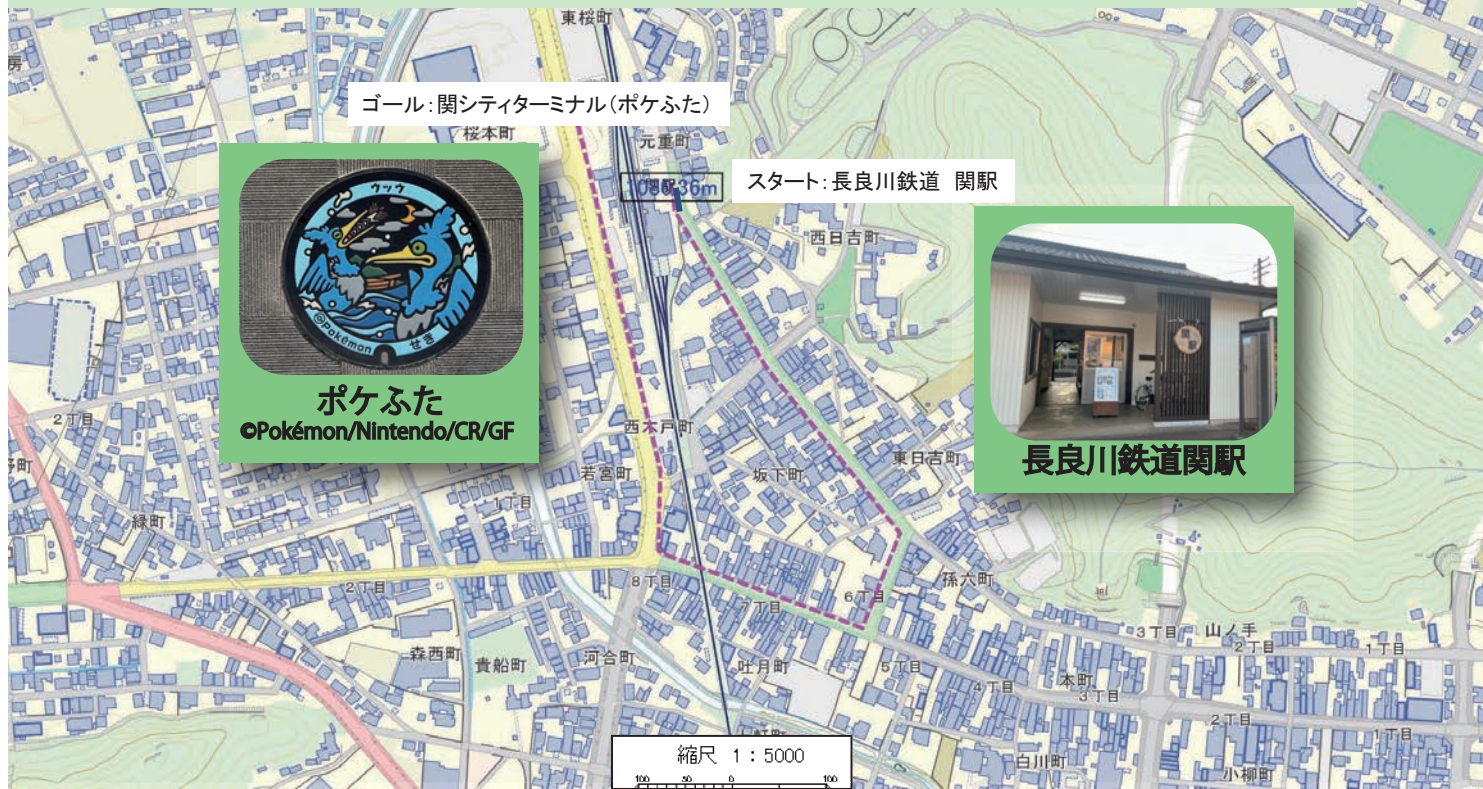 東桜町
ゴール：関シティターミナル（ポケふた）
桜本町
元重町
スタート：長良川鉄道 関駅
西日吉町
ウッウ
©Pokémon
せき
ポケふた
©Pokémon/Nintendo/CR/GF
関駅
長良川鉄道関駅
2丁目
西木戸町
若宮町
坂下町
東日吉町
1丁目
緑町
2丁目
8丁目
7丁目
6丁目
孫六町
3丁目
山ノ手
2丁目
1丁目
森西町
貴船町
河合町
吐月町
5丁目
4丁目
本町
3丁目
2丁目
1丁目
縮尺 1：5000
100 50 0 100
白川町
小柳町